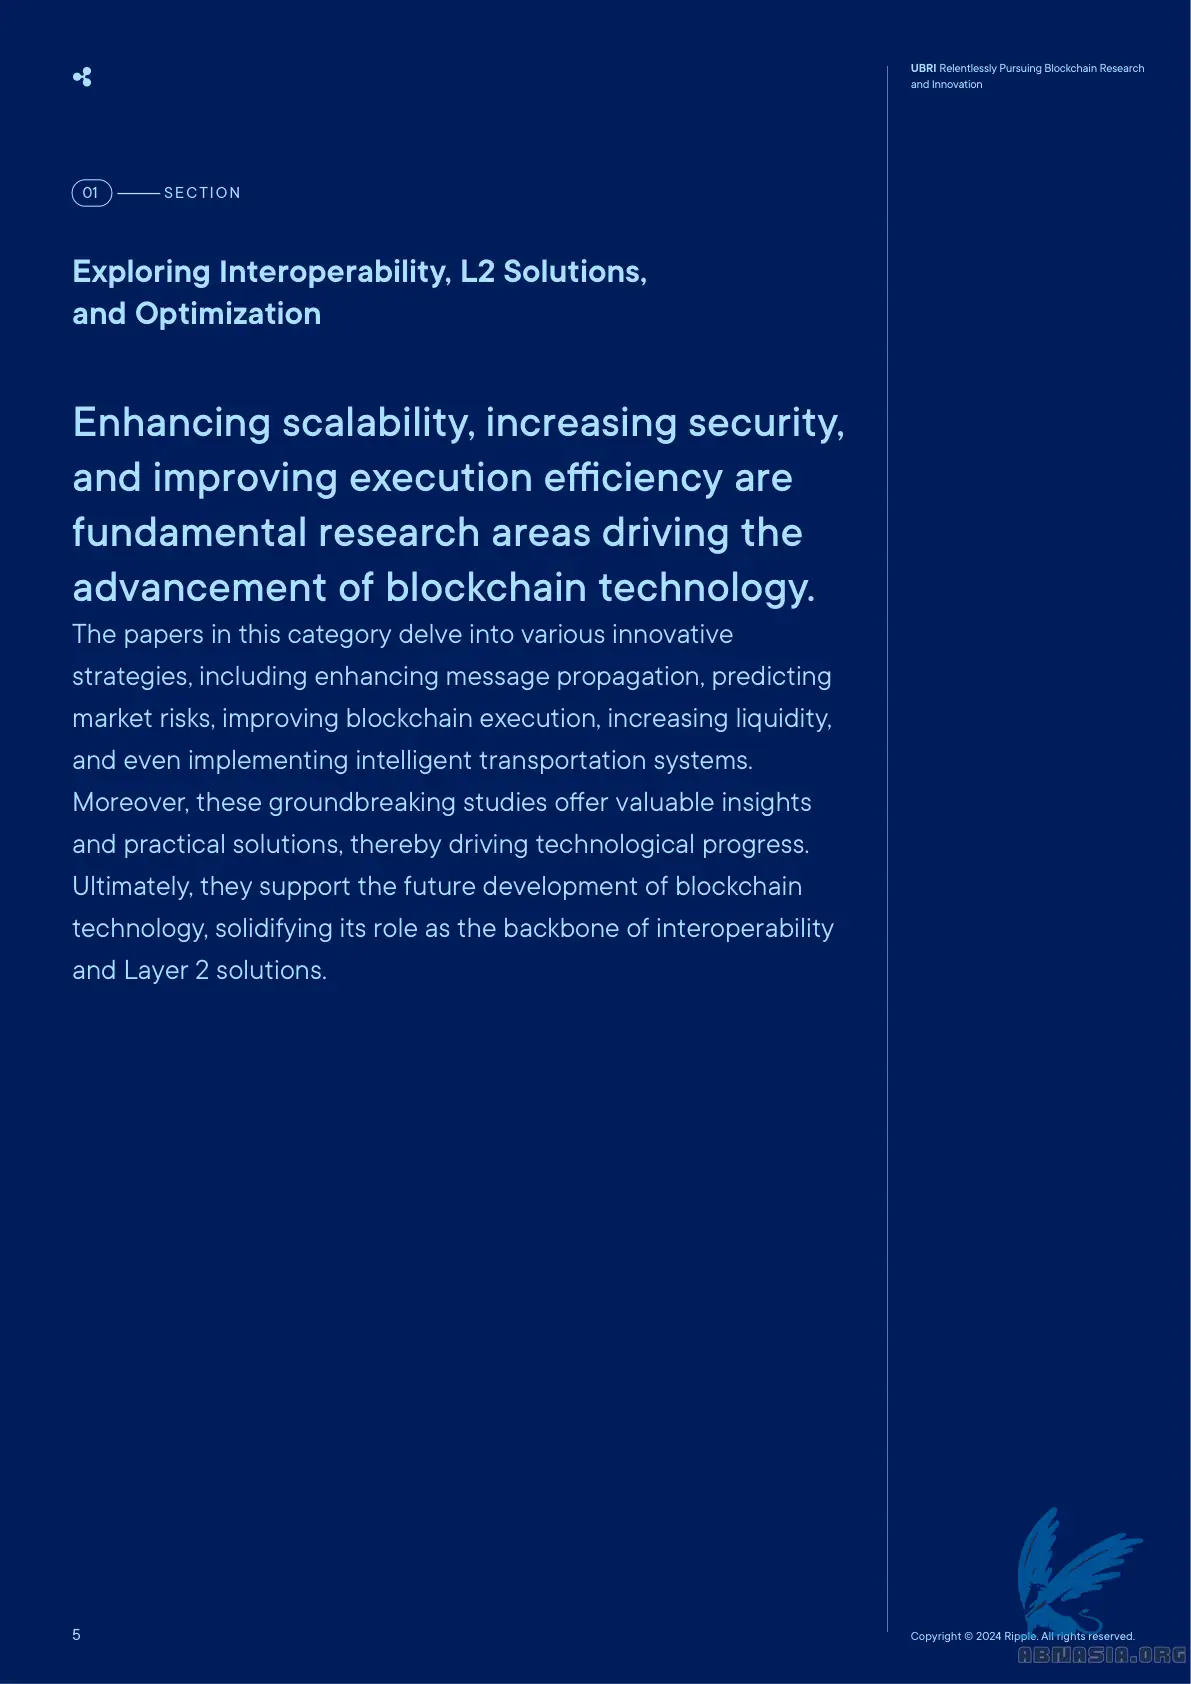 UBRI Relentlessly Pursuing Blockchain Research
and Innovation
01 SECTION
Exploring Interoperability, L2 Solutions,
and Optimization
Enhancing scalability, increasing security,
and improving execution efficiency are
fundamental research areas driving the
advancement of blockchain technology.
The papers in this category delve into various innovative
strategies, including enhancing message propagation, predicting
market risks, improving blockchain execution, increasing liquidity,
and even implementing intelligent transportation systems.
Moreover, these groundbreaking studies offer valuable insights
and practical solutions, thereby driving technological progress.
Ultimately, they support the future development of blockchain
technology, solidifying its role as the backbone of interoperability
and Layer 2 solutions.
5
Copyright © 2024 Ripple. All rights reserved.
ABNASIA.ORG